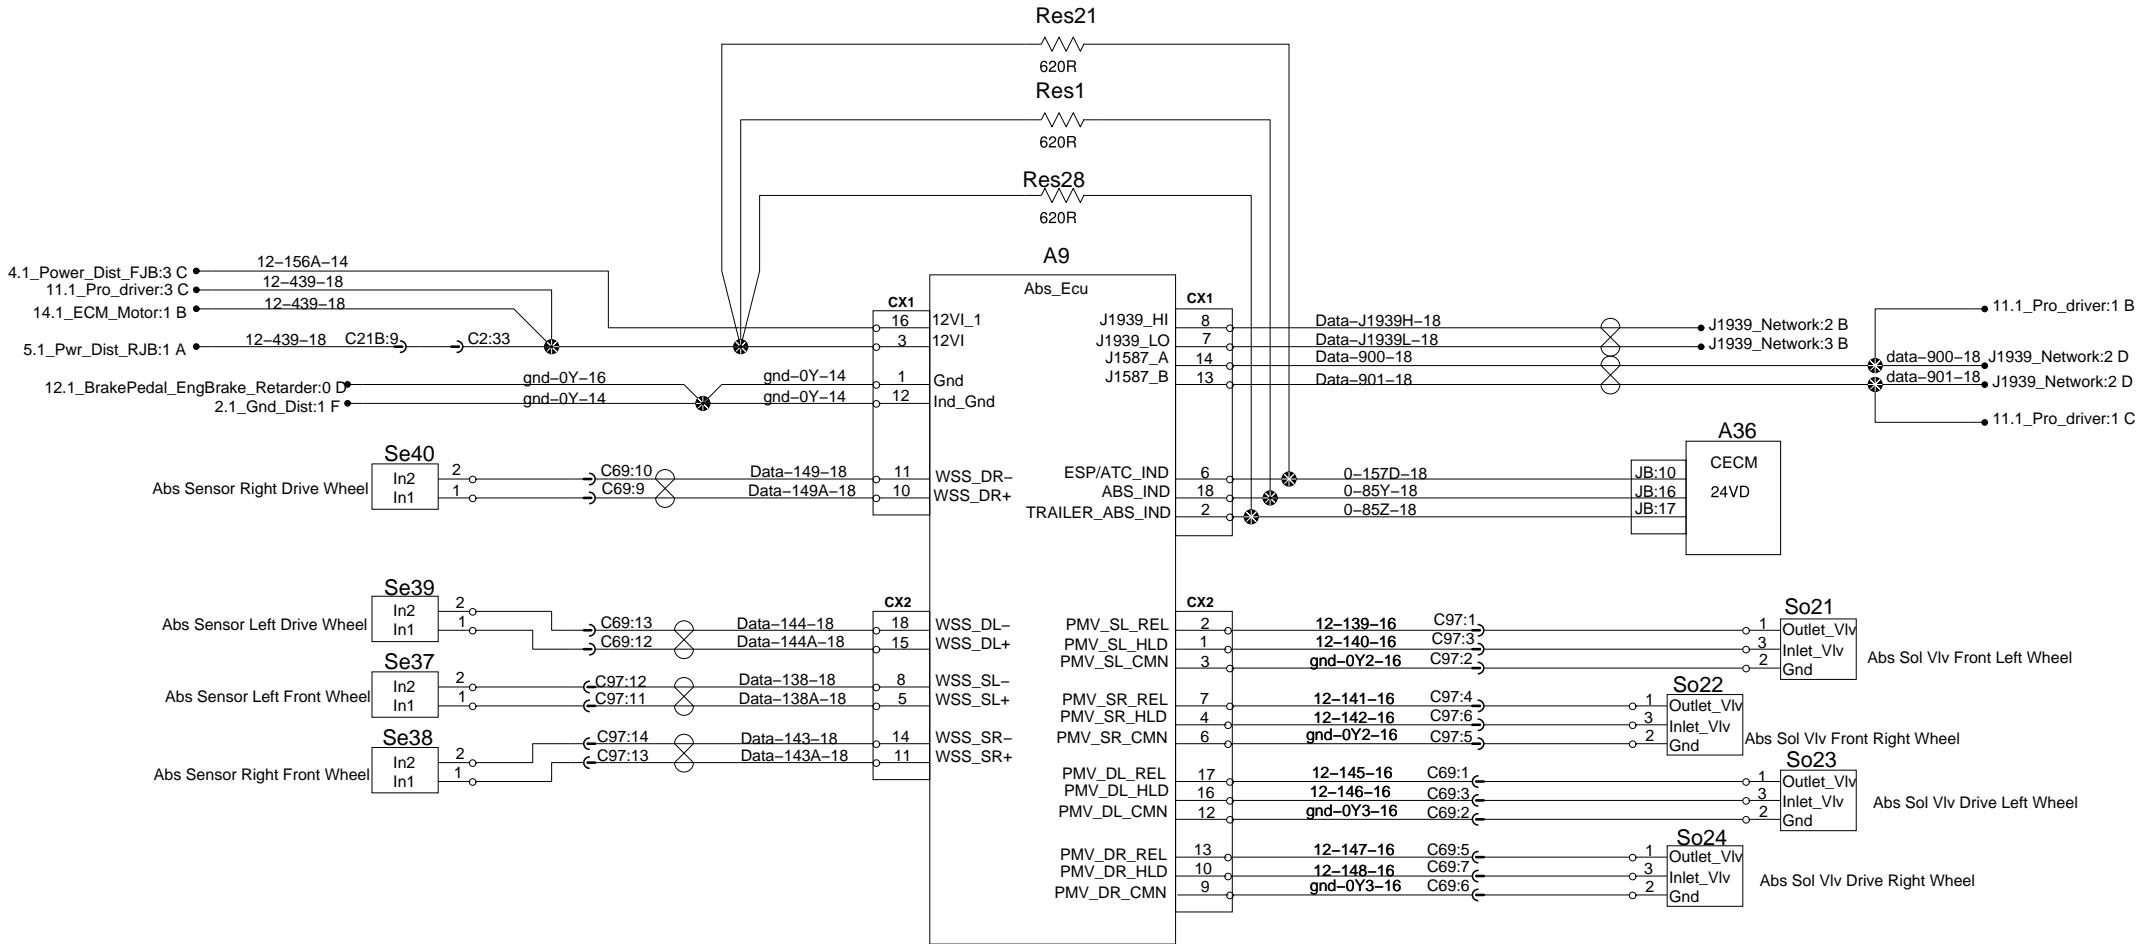 Res21
620R
Res1
620R
Res28
620R
A9
Abs_Ecu
4.1_Power_Dist_FJB:3 C
12-156A-14
11.1_Pro_driver:3 C
12-439-18
14.1_ECM_Motor:1 B
12-439-18
5.1_Pwr_Dist_RJB:1 A
12-439-18 C21B:9 C2:33
12.1_BrakePedal_EngBrake_Retarder:0 D
gnd-0Y-16 gnd-0Y-14
2.1_Gnd_Dist:1 F
gnd-0Y-14 gnd-0Y-14
CX1
16 12VI_1
3 12VI
1 Gnd
12 Ind_Gnd
Se40
Abs Sensor Right Drive Wheel
In2 2 C69:10 Data-149-18 11 WSS_DR-
In1 1 C69:9 Data-149A-18 10 WSS_DR+
Se39
Abs Sensor Left Drive Wheel
CX2
In2 2 C69:13 Data-144-18 18 WSS_DL-
In1 1 C69:12 Data-144A-18 15 WSS_DL+
Se37
Abs Sensor Left Front Wheel
In2 2 C97:12 Data-138-18 8 WSS_SL-
In1 1 C97:11 Data-138A-18 5 WSS_SL+
Se38
Abs Sensor Right Front Wheel
In2 2 C97:14 Data-143-18 14 WSS_SR-
In1 1 C97:13 Data-143A-18 11 WSS_SR+
CX1
J1939_HI 8 Data-J1939H-18 J1939_Network:2 B
J1939_LO 7 Data-J1939L-18 J1939_Network:3 B
J1587_A 14 Data-900-18 data-900-18 J1939_Network:2 D
J1587_B 13 Data-901-18 data-901-18 J1939_Network:2 D
11.1_Pro_driver:1 B
11.1_Pro_driver:1 C
A36
CECM
24VD
ESP/ATC_IND 6 0-157D-18 JB:10
ABS_IND 18 0-85Y-18 JB:16
TRAILER_ABS_IND 2 0-85Z-18 JB:17
CX2
So21
PMV_SL_REL 2 12-139-16 C97:1 1 Outlet_Vlv
PMV_SL_HLD 1 12-140-16 C97:3 3 Inlet_Vlv
PMV_SL_CMN 3 gnd-0Y2-16 C97:2 2 Gnd
Abs Sol Vlv Front Left Wheel
So22
PMV_SR_REL 7 12-141-16 C97:4 1 Outlet_Vlv
PMV_SR_HLD 4 12-142-16 C97:6 3 Inlet_Vlv
PMV_SR_CMN 6 gnd-0Y2-16 C97:5 2 Gnd
Abs Sol Vlv Front Right Wheel
So23
PMV_DL_REL 17 12-145-16 C69:1 1 Outlet_Vlv
PMV_DL_HLD 16 12-146-16 C69:3 3 Inlet_Vlv
PMV_DL_CMN 12 gnd-0Y3-16 C69:2 2 Gnd
Abs Sol Vlv Drive Left Wheel
So24
PMV_DR_REL 13 12-147-16 C69:5 1 Outlet_Vlv
PMV_DR_HLD 10 12-148-16 C69:7 3 Inlet_Vlv
PMV_DR_CMN 9 gnd-0Y3-16 C69:6 2 Gnd
Abs Sol Vlv Drive Right Wheel